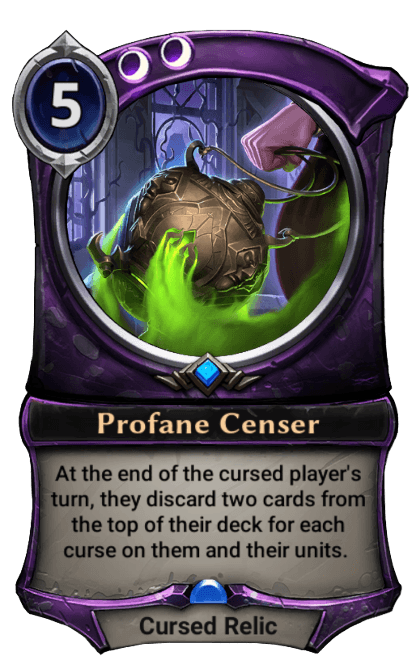 5
Profane Censer
At the end of the cursed player's
turn, they discard two cards from
the top of their deck for each
curse on them and their units.
Cursed Relic